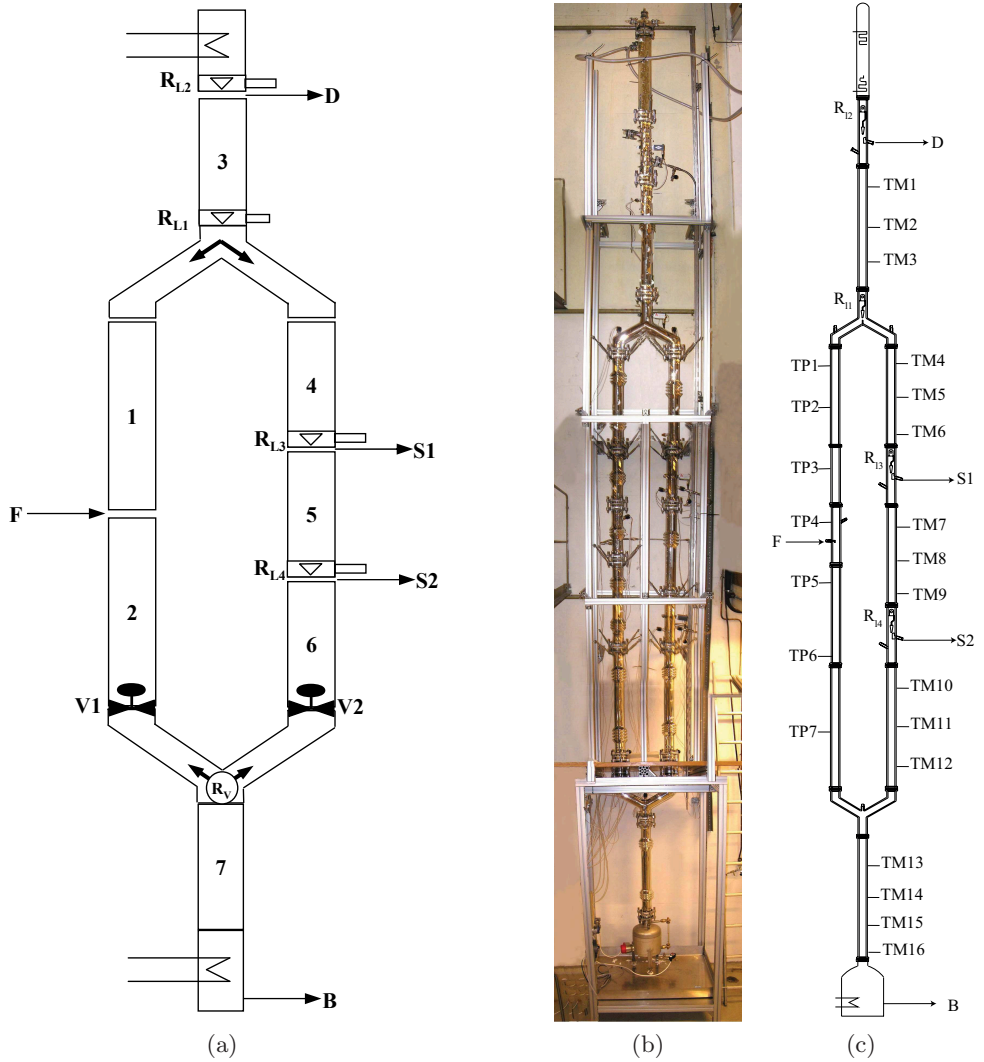 R_L2
D
3
R_L1
1
4
R_L3
S1
F
5
R_L4
S2
2
6
V1
V2
R_V
7
B
(a)
(b)
R_l2
D
TM1
TM2
TM3
R_l1
TP1
TM4
TP2
TM5
TM6
TP3
R_l3
S1
TP4
TM7
F
TM8
TP5
TM9
R_l4
S2
TP6
TM10
TP7
TM11
TM12
TM13
TM14
TM15
TM16
B
(c)